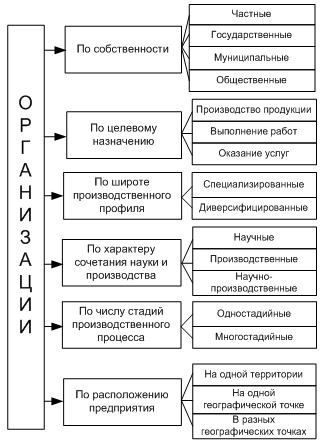 ОРГАНИЗАЦИИ
По собственности
Частные
Государственные
Муниципальные
Общественные
По целевому
назначению
Производство продукции
Выполнение работ
Оказание услуг
По широте
производственного
профиля
Специализированные
Диверсифицированные
По характеру
сочетания науки и
производства
Научные
Производственные
Научно-
производственные
По числу стадий
производственного
процесса
Одностадийные
Многостадийные
По расположению
предприятия
На одной территории
На одной
географической точке
В разных
географических точках